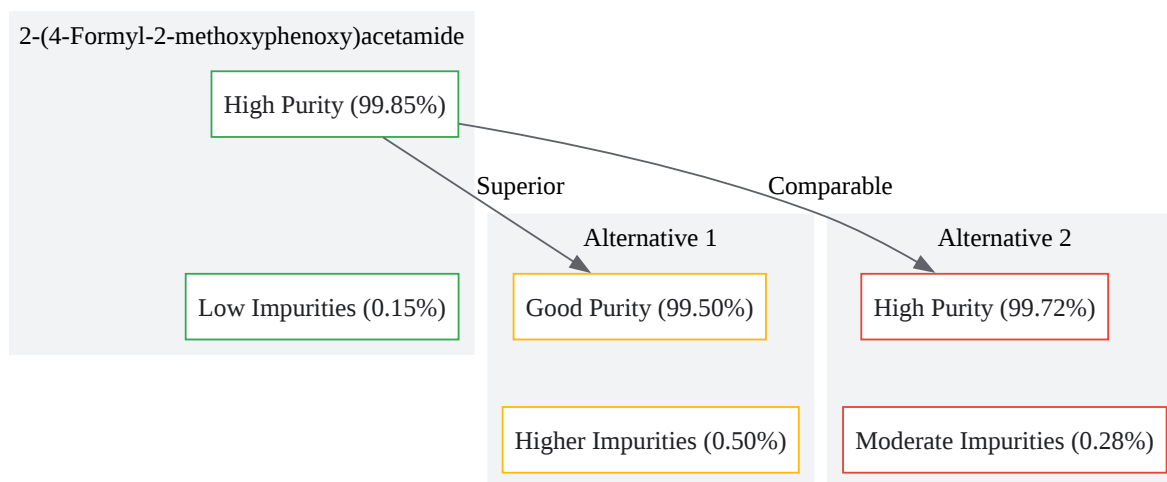 2-(4-Formyl-2-methoxyphenoxy)acetamide
High Purity (99.85%)
Superior
Comparable
Alternative 1
Alternative 2
Low Impurities (0.15%)
Good Purity (99.50%)
High Purity (99.72%)
Higher Impurities (0.50%)
Moderate Impurities (0.28%)